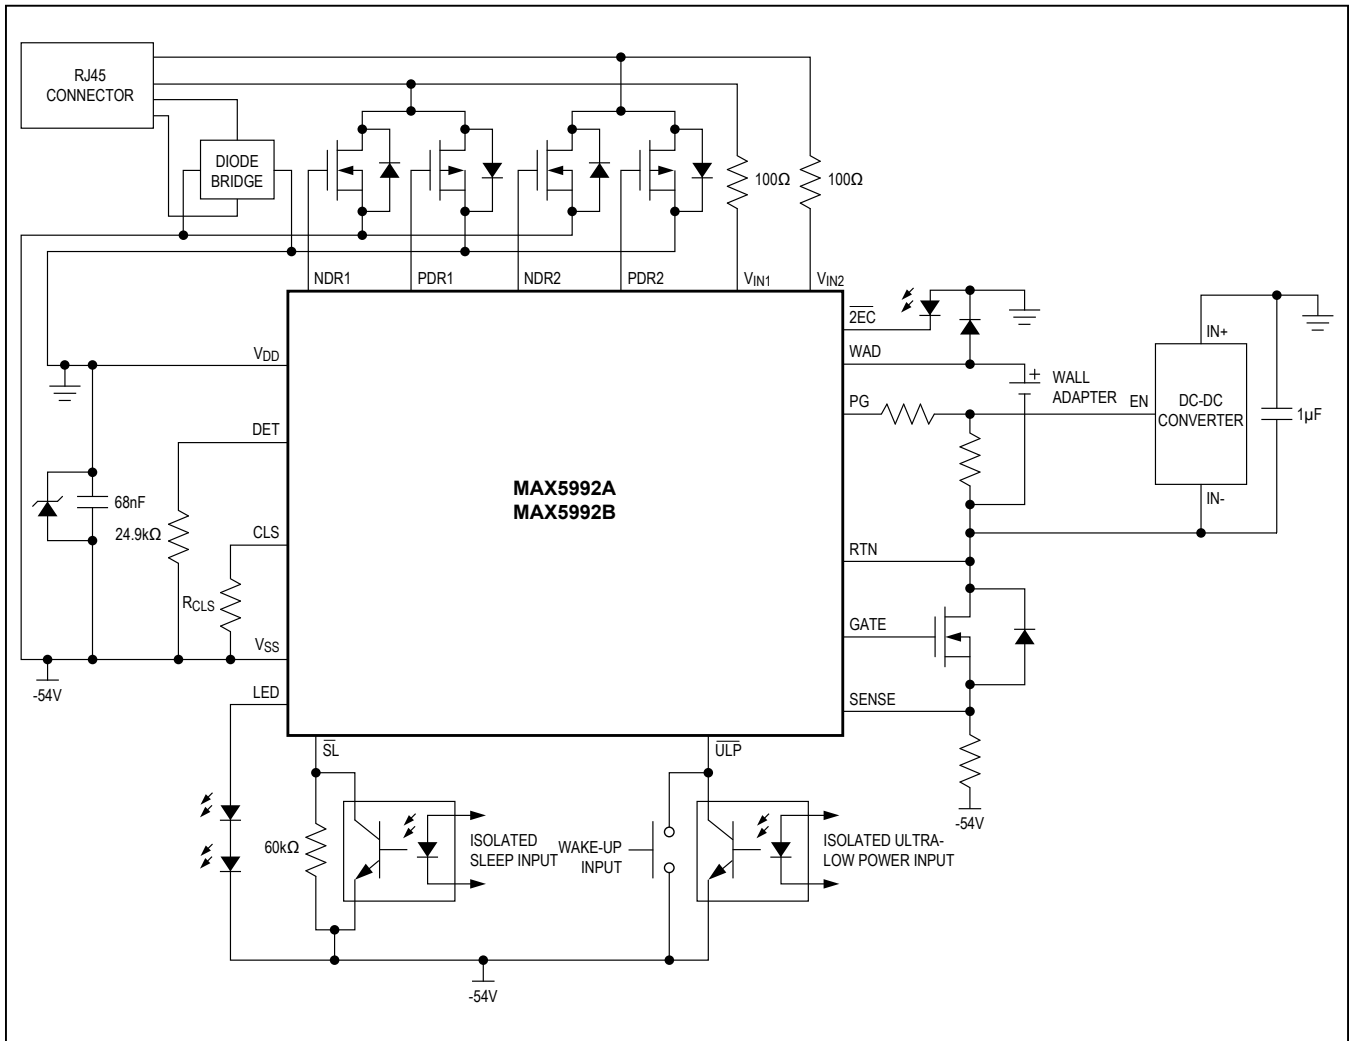 RJ45
CONNECTOR
DIODE
BRIDGE
100Ω
100Ω
NDR1
PDR1
NDR2
PDR2
VIN1
VIN2
2EC
IN+
VDD
WAD
WALL
ADAPTER
PG
EN
DC-DC
CONVERTER
1µF
DET
MAX5992A
MAX5992B
68nF
24.9kΩ
IN-
CLS
RTN
RCLS
GATE
VSS
-54V
LED
SENSE
SL
ULP
-54V
60kΩ
ISOLATED
SLEEP INPUT
WAKE-UP
INPUT
ISOLATED ULTRA-
LOW POWER INPUT
-54V